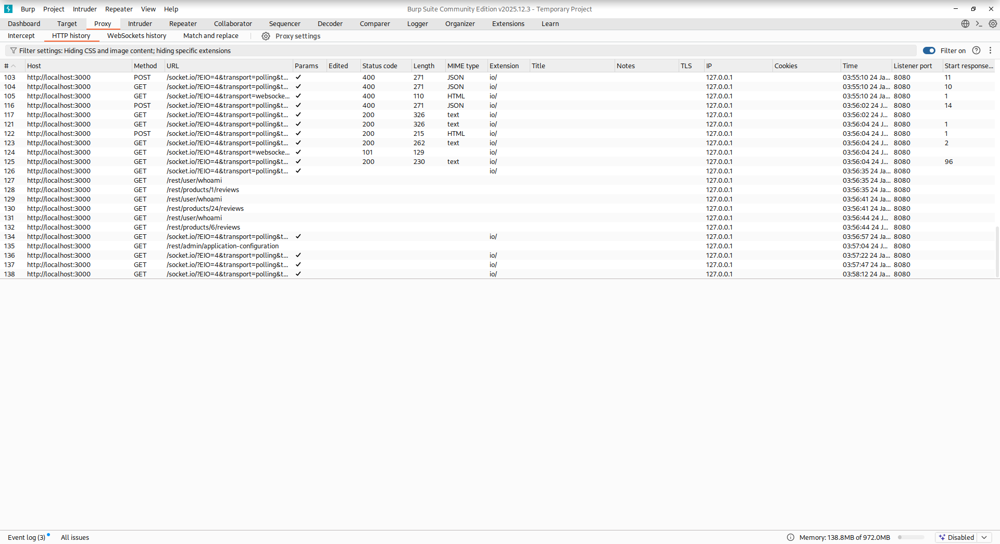 Burp Project Intruder Repeater View Help Burp Suite Community Edition v2025.12.3 - Temporary Project
Dashboard Target Proxy Intruder Repeater Collaborator Sequencer Decoder Comparer Logger Organizer Extensions Learn
Intercept HTTP history WebSockets history Match and replace Proxy settings
Filter settings: Hiding CSS and image content; hiding specific extensions Filter on
# Host Method URL Params Edited Status code Length MIME type Extension Title Notes TLS IP Cookies Time Listener port Start response...
103 http://localhost:3000 POST /socket.io/?EIO=4&transport=polling&t... ✓ 400 271 JSON io/ 127.0.0.1 03:55:10 24 Ja... 8080 11
104 http://localhost:3000 GET /socket.io/?EIO=4&transport=polling&t... ✓ 400 271 JSON io/ 127.0.0.1 03:55:10 24 Ja... 8080 10
105 http://localhost:3000 GET /socket.io/?EIO=4&transport=websocke... ✓ 400 110 HTML io/ 127.0.0.1 03:55:10 24 Ja... 8080 1
116 http://localhost:3000 POST /socket.io/?EIO=4&transport=polling&t... ✓ 400 271 JSON io/ 127.0.0.1 03:56:02 24 J... 8080 14
117 http://localhost:3000 GET /socket.io/?EIO=4&transport=polling&t... ✓ 200 326 text io/ 127.0.0.1 03:56:02 24 J... 8080
121 http://localhost:3000 GET /socket.io/?EIO=4&transport=polling&t... ✓ 200 326 text io/ 127.0.0.1 03:56:04 24 J... 8080 1
122 http://localhost:3000 POST /socket.io/?EIO=4&transport=polling&t... ✓ 200 215 HTML io/ 127.0.0.1 03:56:04 24 J... 8080 1
123 http://localhost:3000 GET /socket.io/?EIO=4&transport=polling&t... ✓ 200 262 text io/ 127.0.0.1 03:56:04 24 J... 8080 2
124 http://localhost:3000 GET /socket.io/?EIO=4&transport=websocke... ✓ 101 129 io/ 127.0.0.1 03:56:04 24 J... 8080
125 http://localhost:3000 GET /socket.io/?EIO=4&transport=polling&t... ✓ 200 230 text io/ 127.0.0.1 03:56:04 24 J... 8080 96
126 http://localhost:3000 GET /socket.io/?EIO=4&transport=polling&t... ✓ io/ 127.0.0.1 03:56:35 24 Ja... 8080
127 http://localhost:3000 GET /rest/user/whoami 127.0.0.1 03:56:35 24 Ja... 8080
128 http://localhost:3000 GET /rest/products/1/reviews 127.0.0.1 03:56:35 24 Ja... 8080
129 http://localhost:3000 GET /rest/user/whoami 127.0.0.1 03:56:41 24 Ja... 8080
130 http://localhost:3000 GET /rest/products/24/reviews 127.0.0.1 03:56:41 24 Ja... 8080
131 http://localhost:3000 GET /rest/user/whoami 127.0.0.1 03:56:44 24 J... 8080
132 http://localhost:3000 GET /rest/products/6/reviews 127.0.0.1 03:56:44 24 J... 8080
134 http://localhost:3000 GET /socket.io/?EIO=4&transport=polling&t... ✓ io/ 127.0.0.1 03:56:57 24 Ja... 8080
135 http://localhost:3000 GET /rest/admin/application-configuration 127.0.0.1 03:57:04 24 J... 8080
136 http://localhost:3000 GET /socket.io/?EIO=4&transport=polling&t... ✓ io/ 127.0.0.1 03:57:22 24 Ja... 8080
137 http://localhost:3000 GET /socket.io/?EIO=4&transport=polling&t... ✓ io/ 127.0.0.1 03:57:47 24 Ja... 8080
138 http://localhost:3000 GET /socket.io/?EIO=4&transport=polling&t... ✓ io/ 127.0.0.1 03:58:12 24 Ja... 8080
Event log (3) All issues Memory: 138.8MB of 972.0MB Disabled